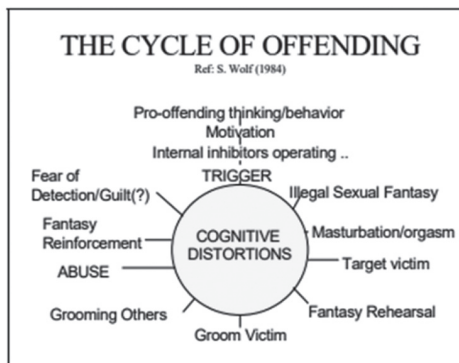 THE CYCLE OF OFFENDING
Ref: S. Wolf (1984)
Pro-offending thinking/behavior
Motivation
Internal inhibitors operating ..
TRIGGER
Illegal Sexual Fantasy
Masturbation/orgasm
Target victim
Fantasy Rehearsal
Groom Victim
Grooming Others
ABUSE
Fantasy
Reinforcement
Fear of
Detection/Guilt(?)
COGNITIVE
DISTORTIONS